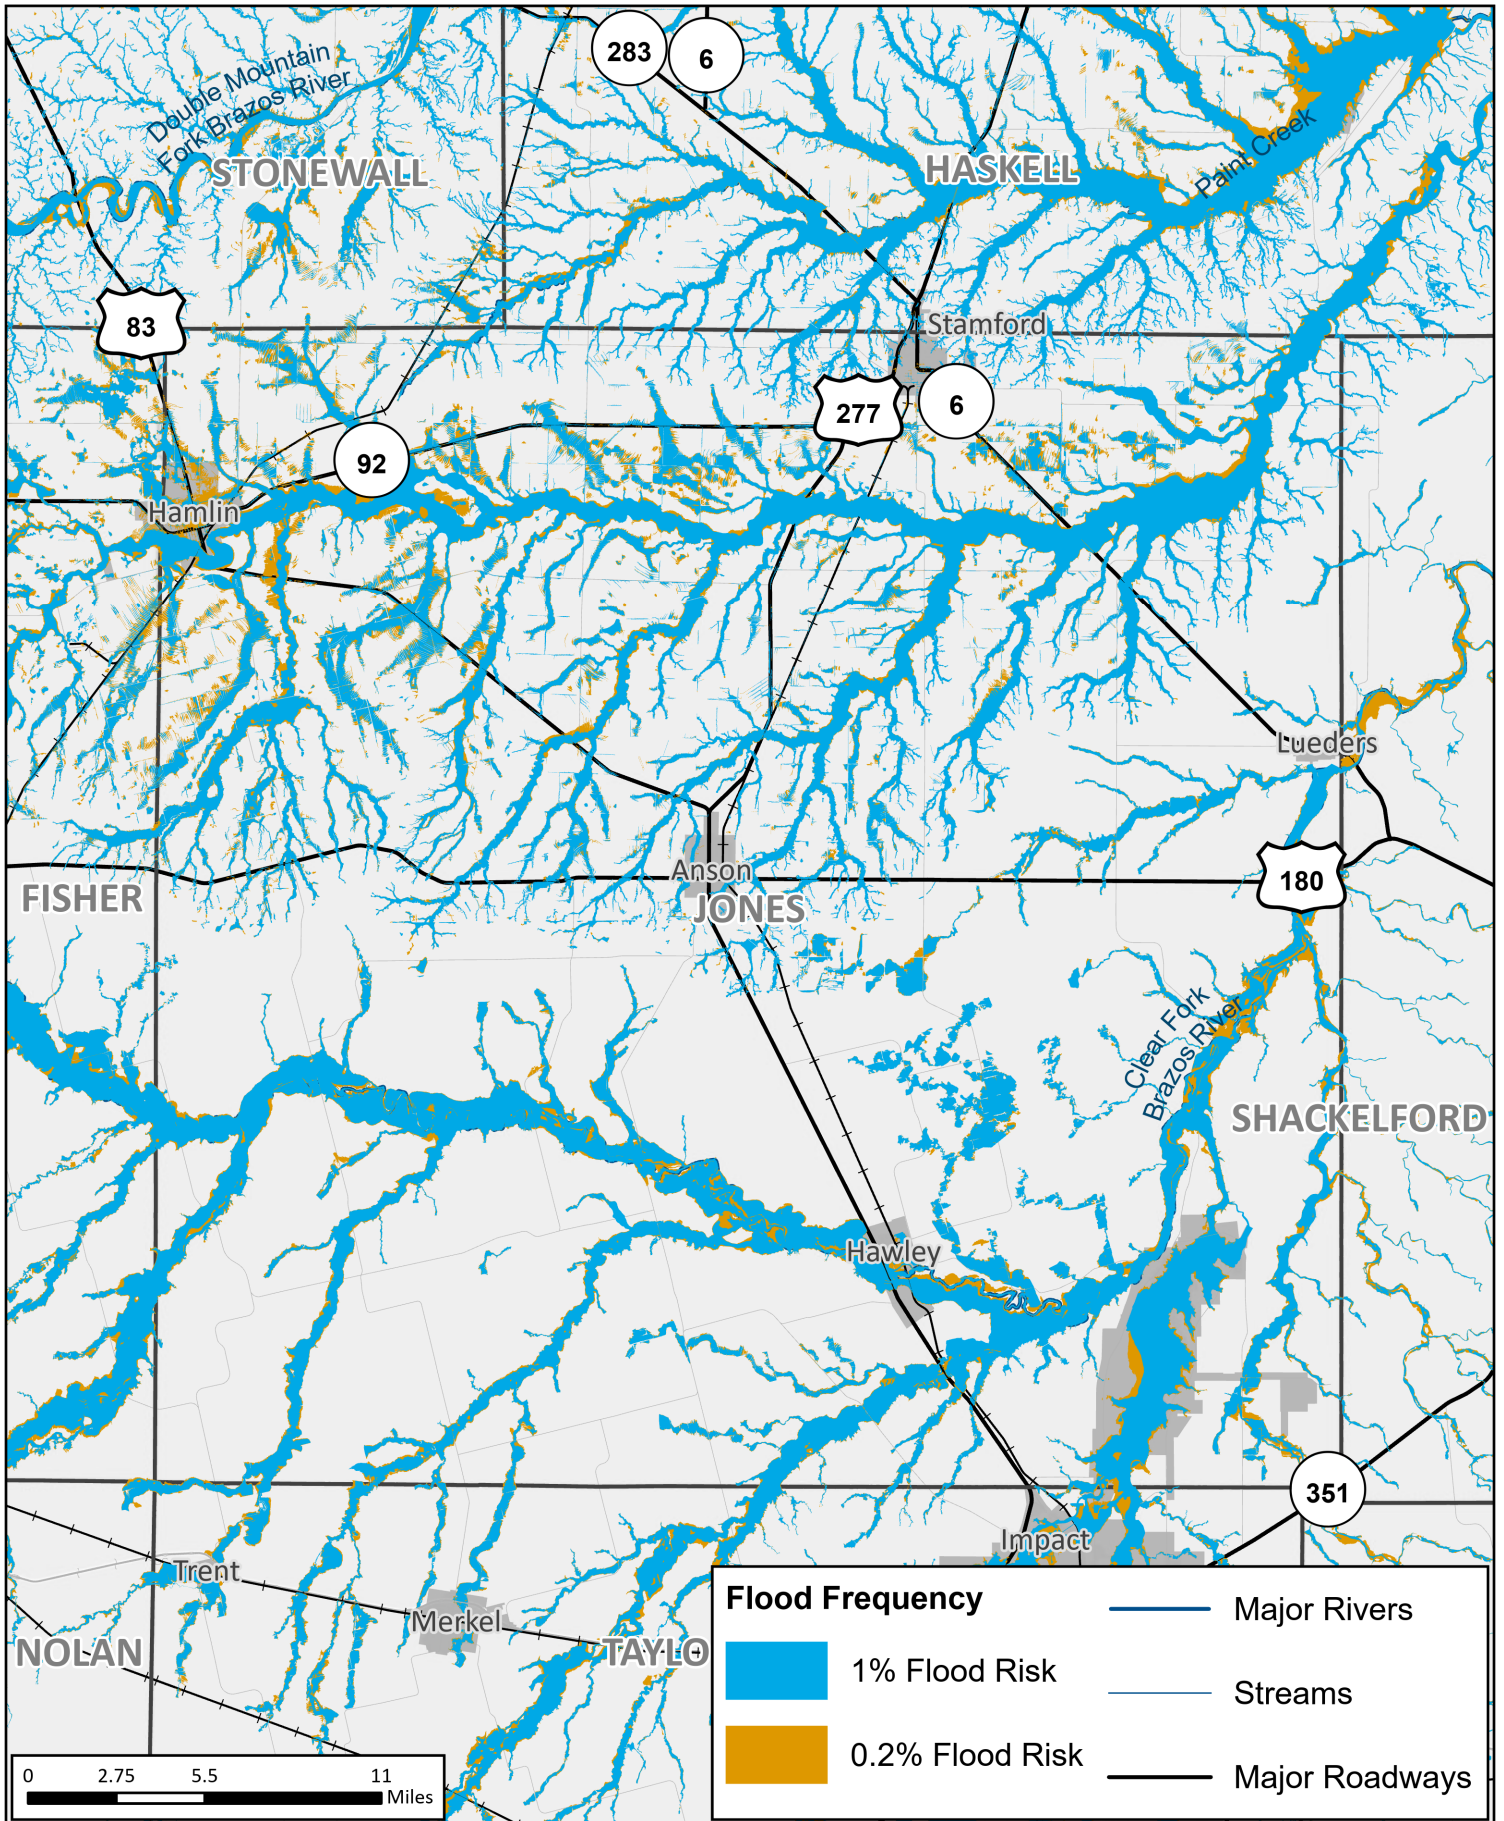 283
6
Double Mountain
Fork Brazos River
STONEWALL
HASKELL
Paint Creek
83
Stamford
277
6
92
Hamlin
Lueders
Anson
180
FISHER
JONES
Clear Fork
Brazos River
SHACKELFORD
Hawley
351
Impact
Trent
Merkel
NOLAN
TAYLO
Flood Frequency
1% Flood Risk
0.2% Flood Risk
Major Rivers
Streams
Major Roadways
0 2.75 5.5 11
Miles